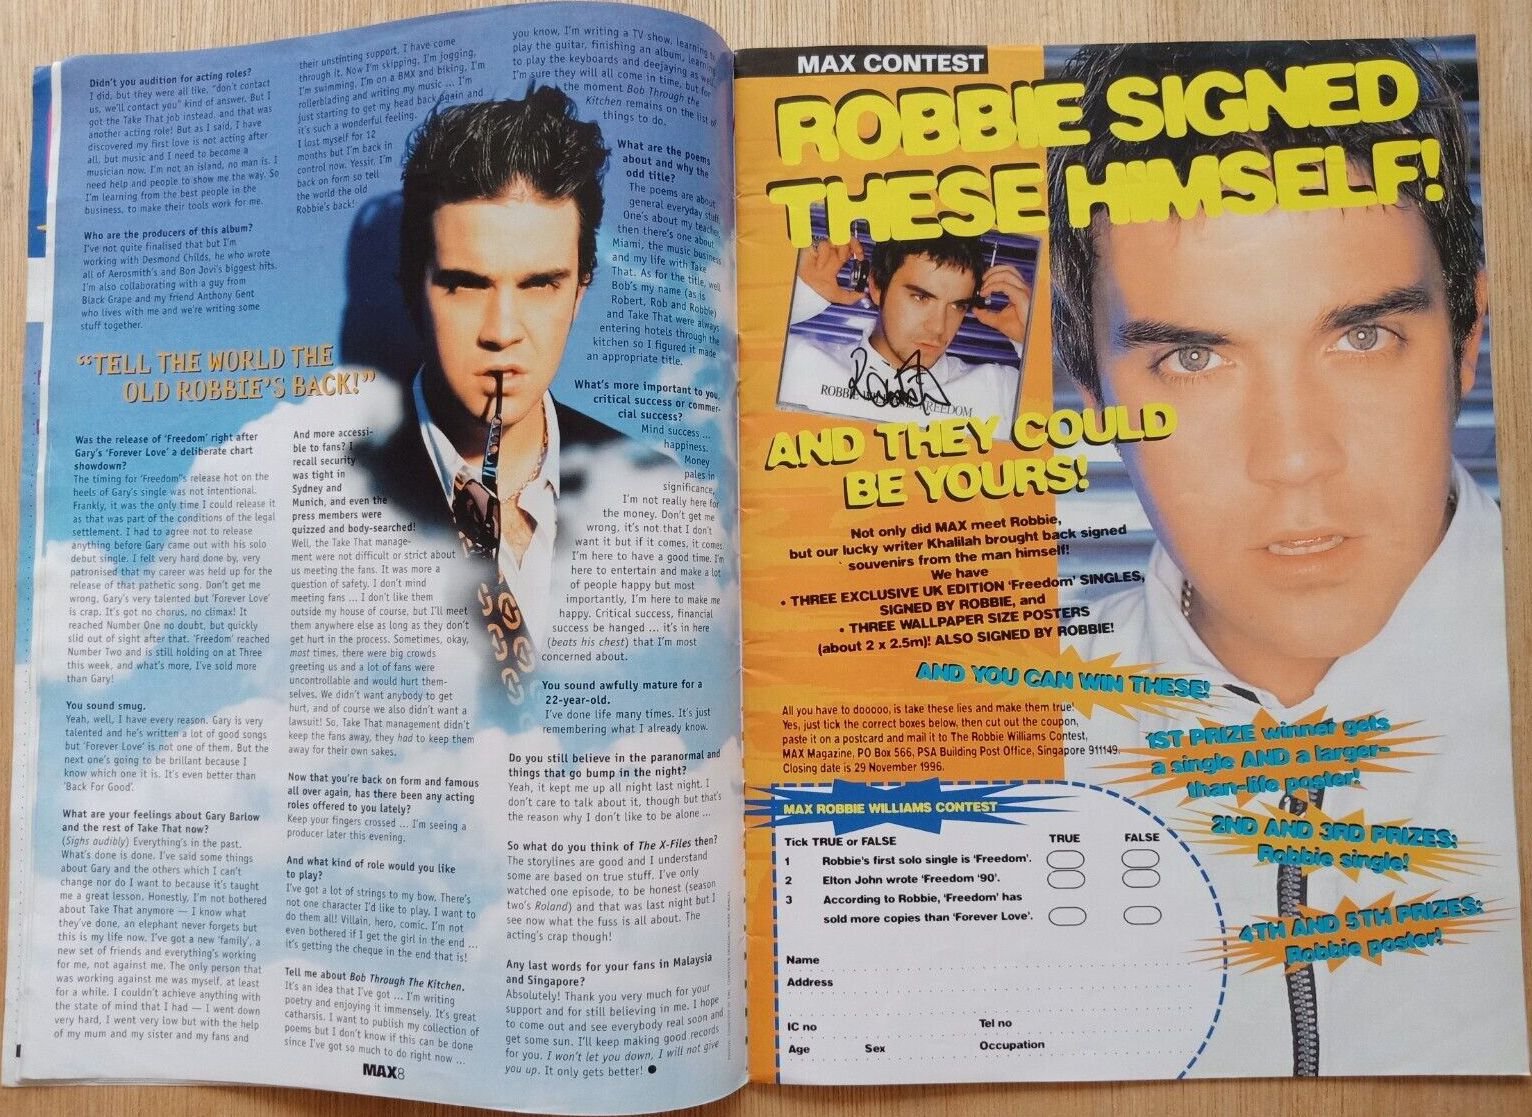 Didn't you audition for acting roles?
I did, but they were all like, "don't contact
us, we'll contact you" kind of answer. But I
got the Take That job instead, and that was
another acting role! But as I said, I have
discovered my first love is not acting after
all, but music and I need to become a
musician now. I'm not an island, no man is. I
need help and people to show me the way. So
I'm learning from the best people in the
business, to make their tools work for me.
Who are the producers of this album?
I've not quite finalised that but I'm
working with Desmond Childs, he who wrote
all of Aerosmith's and Bon Jovi's biggest hits.
I'm also collaborating with a guy from
Black Grape and my friend Anthony Gent
who lives with me and we're writing some
stuff together.
"TELL THE WORLD THE
OLD ROBBIE'S BACK!"
Was the release of 'Freedom' right after
Gary's 'Forever Love' a deliberate chart
showdown?
The timing for 'Freedom''s release hot on the
heels of Gary's single was not intentional.
Frankly, it was the only time I could release it
as that was part of the conditions of the legal
settlement. I had to agree not to release
anything before Gary came out with his solo
debut single. I felt very hard done by, very
patronised that my career was held up for the
release of that pathetic song. Don't get me
wrong, Gary's very talented but 'Forever Love'
is crap. It's got no chorus, no climax! It
reached Number One no doubt, but quickly
slid out of sight after that. 'Freedom' reached
Number Two and is still holding on at Three
this week, and what's more, I've sold more
than Gary!
You sound smug.
Yeah, well, I have every reason. Gary is very
talented and he's written a lot of good songs
but 'Forever Love' is not one of them. But the
next one's going to be brilliant because I
know which one it is. It's even better than
'Back For Good'.
What are your feelings about Gary Barlow
and the rest of Take That now?
(Sighs audibly) Everything's in the past.
What's done is done. I've said some things
about Gary and the others which I can't
change nor do I want to because it's taught
me a great lesson. Honestly, I'm not bothered
about Take That anymore — I know what
they've done, an elephant never forgets but
this is my life now. I've got a new 'family', a
new set of friends and everything's working
for me, not against me. The only person that
was working against me was myself, at least
for a while. I couldn't achieve anything with
the state of mind that I had — I went down
very hard, I went very low but with the help
of my mum and my sister and my fans and
their unstinting support, I have come
through it. Now I'm skipping, I'm jogging,
I'm swimming, I'm on a BMX and biking, I'm
rollerblading and writing my music ... I'm
just starting to get my head back again and
it's such a wonderful feeling.
I lost myself for 12
months but I'm back in
control now. Yessir, I'm
back on form so tell
the world the old
Robbie's back!
And more accessi-
ble to fans? I
recall security
was tight in
Sydney and
Munich, and even the
press members were
quizzed and body-searched!
Well, the Take That manage-
ment were not difficult or strict about
us meeting the fans. It was more a
question of safety. I don't mind
meeting fans ... I don't like them
outside my house of course, but I'll meet
them anywhere else as long as they don't
get hurt in the process. Sometimes, okay,
most times, there were big crowds
greeting us and a lot of fans were
uncontrollable and would hurt them-
selves. We didn't want anybody to get
hurt, and of course we also didn't want a
lawsuit! So, Take That management didn't
keep the fans away, they had to keep them
away for their own sakes.
Now that you're back on form and famous
all over again, has there been any acting
roles offered to you lately?
Keep your fingers crossed ... I'm seeing a
producer later this evening.
And what kind of role would you like
to play?
I've got a lot of strings to my bow. There's
not one character I'd like to play. I want to
do them all! Villain, hero, comic. I'm not
even bothered if I get the girl in the end ...
it's getting the cheque in the end that is!
Tell me about Bob Through The Kitchen.
It's an idea that I've got ... I'm writing
poetry and enjoying it immensely. It's great
catharsis. I want to publish my collection of
poems but I don't know if this can be done
since I've got so much to do right now ...
you know, I'm writing a TV show, learning to
play the guitar, finishing an album, learning
to play the keyboards and deejaying as well.
I'm sure they will all come in time, but for
the moment Bob Through the
Kitchen remains on the list of
things to do.
What are the poems
about and why the
odd title?
The poems are about
general everyday stuff.
One's about my teacher,
then there's one about
Miami, the music business
and my life with Take
That. As for the title, well
Bob's my name (as is
Robert, Rob and Robbie)
and Take That were always
entering hotels through the
kitchen so I figured it made
an appropriate title.
What's more important to you,
critical success or commer-
cial success?
Mind success ...
happiness.
Money
pales in
significance,
I'm not really here for
the money. Don't get me
wrong, it's not that I don't
want it but if it comes, it comes.
I'm here to have a good time. I'm
here to entertain and make a lot
of people happy but most
importantly, I'm here to make me
happy. Critical success, financial
success be hanged ... it's in here
(beats his chest) that I'm most
concerned about.
You sound awfully mature for a
22-year-old.
I've done life many times. It's just
remembering what I already know.
Do you still believe in the paranormal and
things that go bump in the night?
Yeah, it kept me up all night last night. I
don't care to talk about it, though but that's
the reason why I don't like to be alone ...
So what do you think of The X-Files then?
The storylines are good and I understand
some are based on true stuff. I've only
watched one episode, to be honest (season
two's Roland) and that was last night but I
see now what the fuss is all about. The
acting's crap though!
Any last words for your fans in Malaysia
and Singapore?
Absolutely! Thank you very much for your
support and for still believing in me. I hope
to come out and see everybody real soon and
get some sun. I'll keep making good records
for you. I won't let you down, I will not give
you up. It only gets better! ●
MAX8
MAX CONTEST
ROBBIE SIGNED
THESE HIMSELF!
AND THEY COULD
BE YOURS!
Not only did MAX meet Robbie,
but our lucky writer Khalilah brought back signed
souvenirs from the man himself!
We have
• THREE EXCLUSIVE UK EDITION 'Freedom' SINGLES,
SIGNED BY ROBBIE, and
• THREE WALLPAPER SIZE POSTERS
(about 2 x 2.5m)! ALSO SIGNED BY ROBBIE!
AND YOU CAN WIN THESE!
All you have to dooooo, is take these lies and make them true!
Yes, just tick the correct boxes below, then cut out the coupon,
paste it on a postcard and mail it to The Robbie Williams Contest,
MAX Magazine, PO Box 566, PSA Building Post Office, Singapore 911149.
Closing date is 29 November 1996.
1ST PRIZE winner gets
a single AND a larger-
than-life poster!
2ND AND 3RD PRIZES:
Robbie single!
4TH AND 5TH PRIZES:
Robbie poster!
MAX ROBBIE WILLIAMS CONTEST
Tick TRUE or FALSE TRUE FALSE
1 Robbie's first solo single is 'Freedom'.
2 Elton John wrote 'Freedom '90'.
3 According to Robbie, 'Freedom' has
sold more copies than 'Forever Love'.
Name
Address
IC no Tel no
Age Sex Occupation